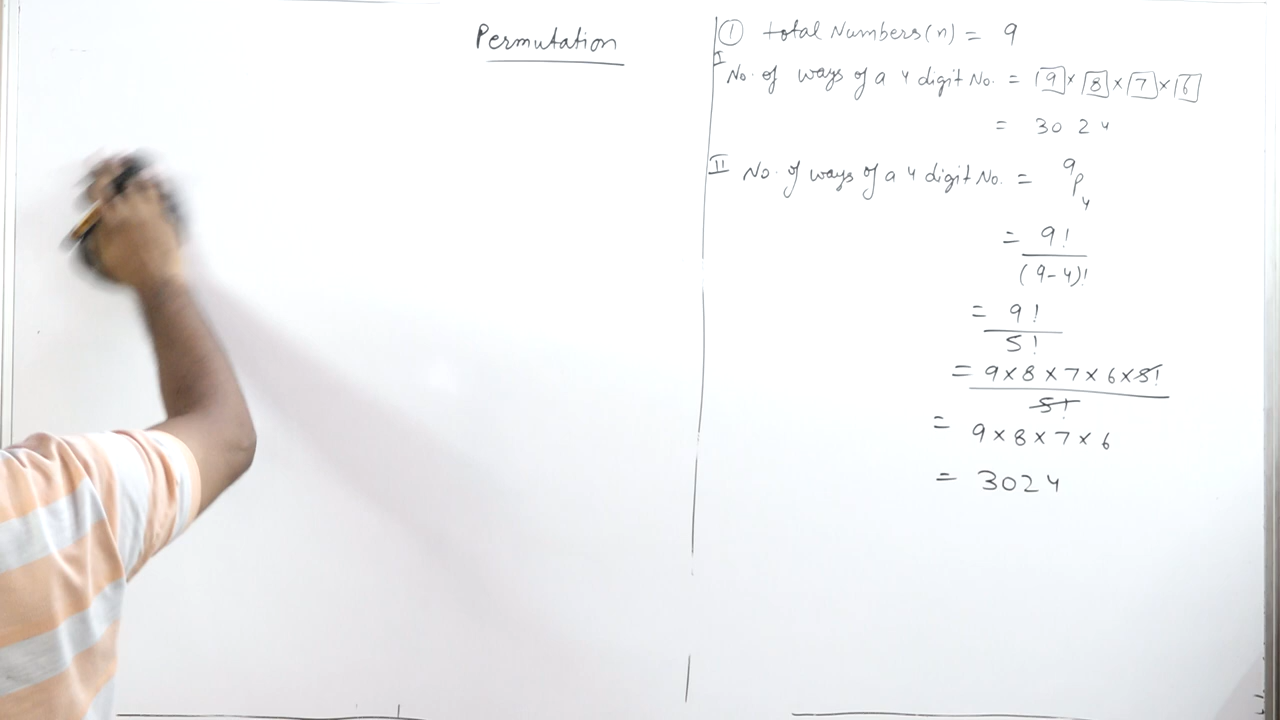 Permutation
① total Numbers(n) = 9
I No. of ways of a 4 digit No. = 9 × 8 × 7 × 6
= 3024
II No. of ways of a 4 digit No. = ⁹P₄
= 9!
(9-4)!
= 9!
5!
= 9×8×7×6×5!
5!
= 9×8×7×6
= 3024